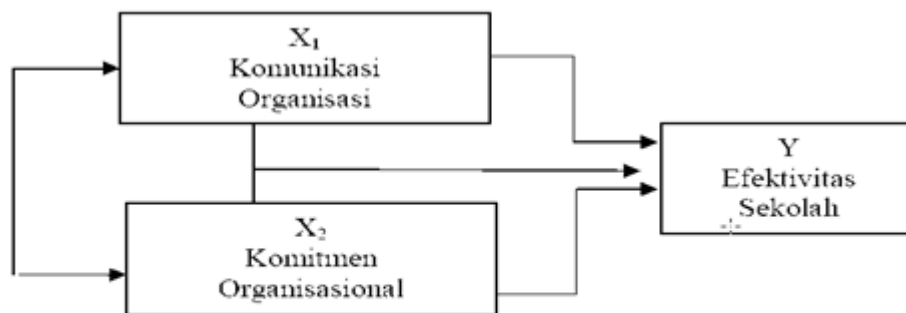 X₁
Komunikasi
Organisasi
Y
Efektivitas
Sekolah
X₂
Komitmen
Organisasional